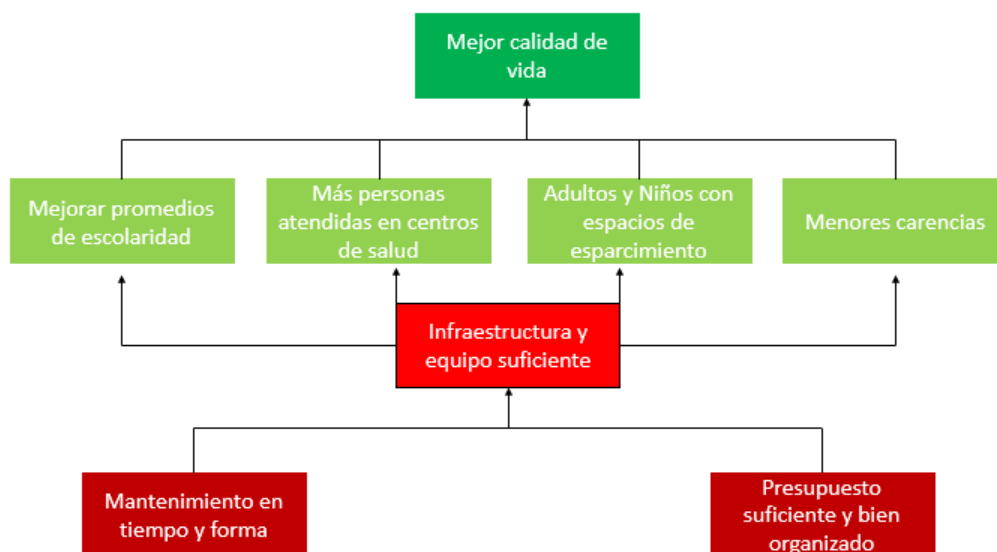 Mejor calidad de
vida
Mejorar promedios
de escolaridad
Más personas
atendidas en centros
de salud
Adultos y Niños con
espacios de
esparcimiento
Menores carencias
Infraestructura y
equipo suficiente
Mantenimiento en
tiempo y forma
Presupuesto
suficiente y bien
organizado